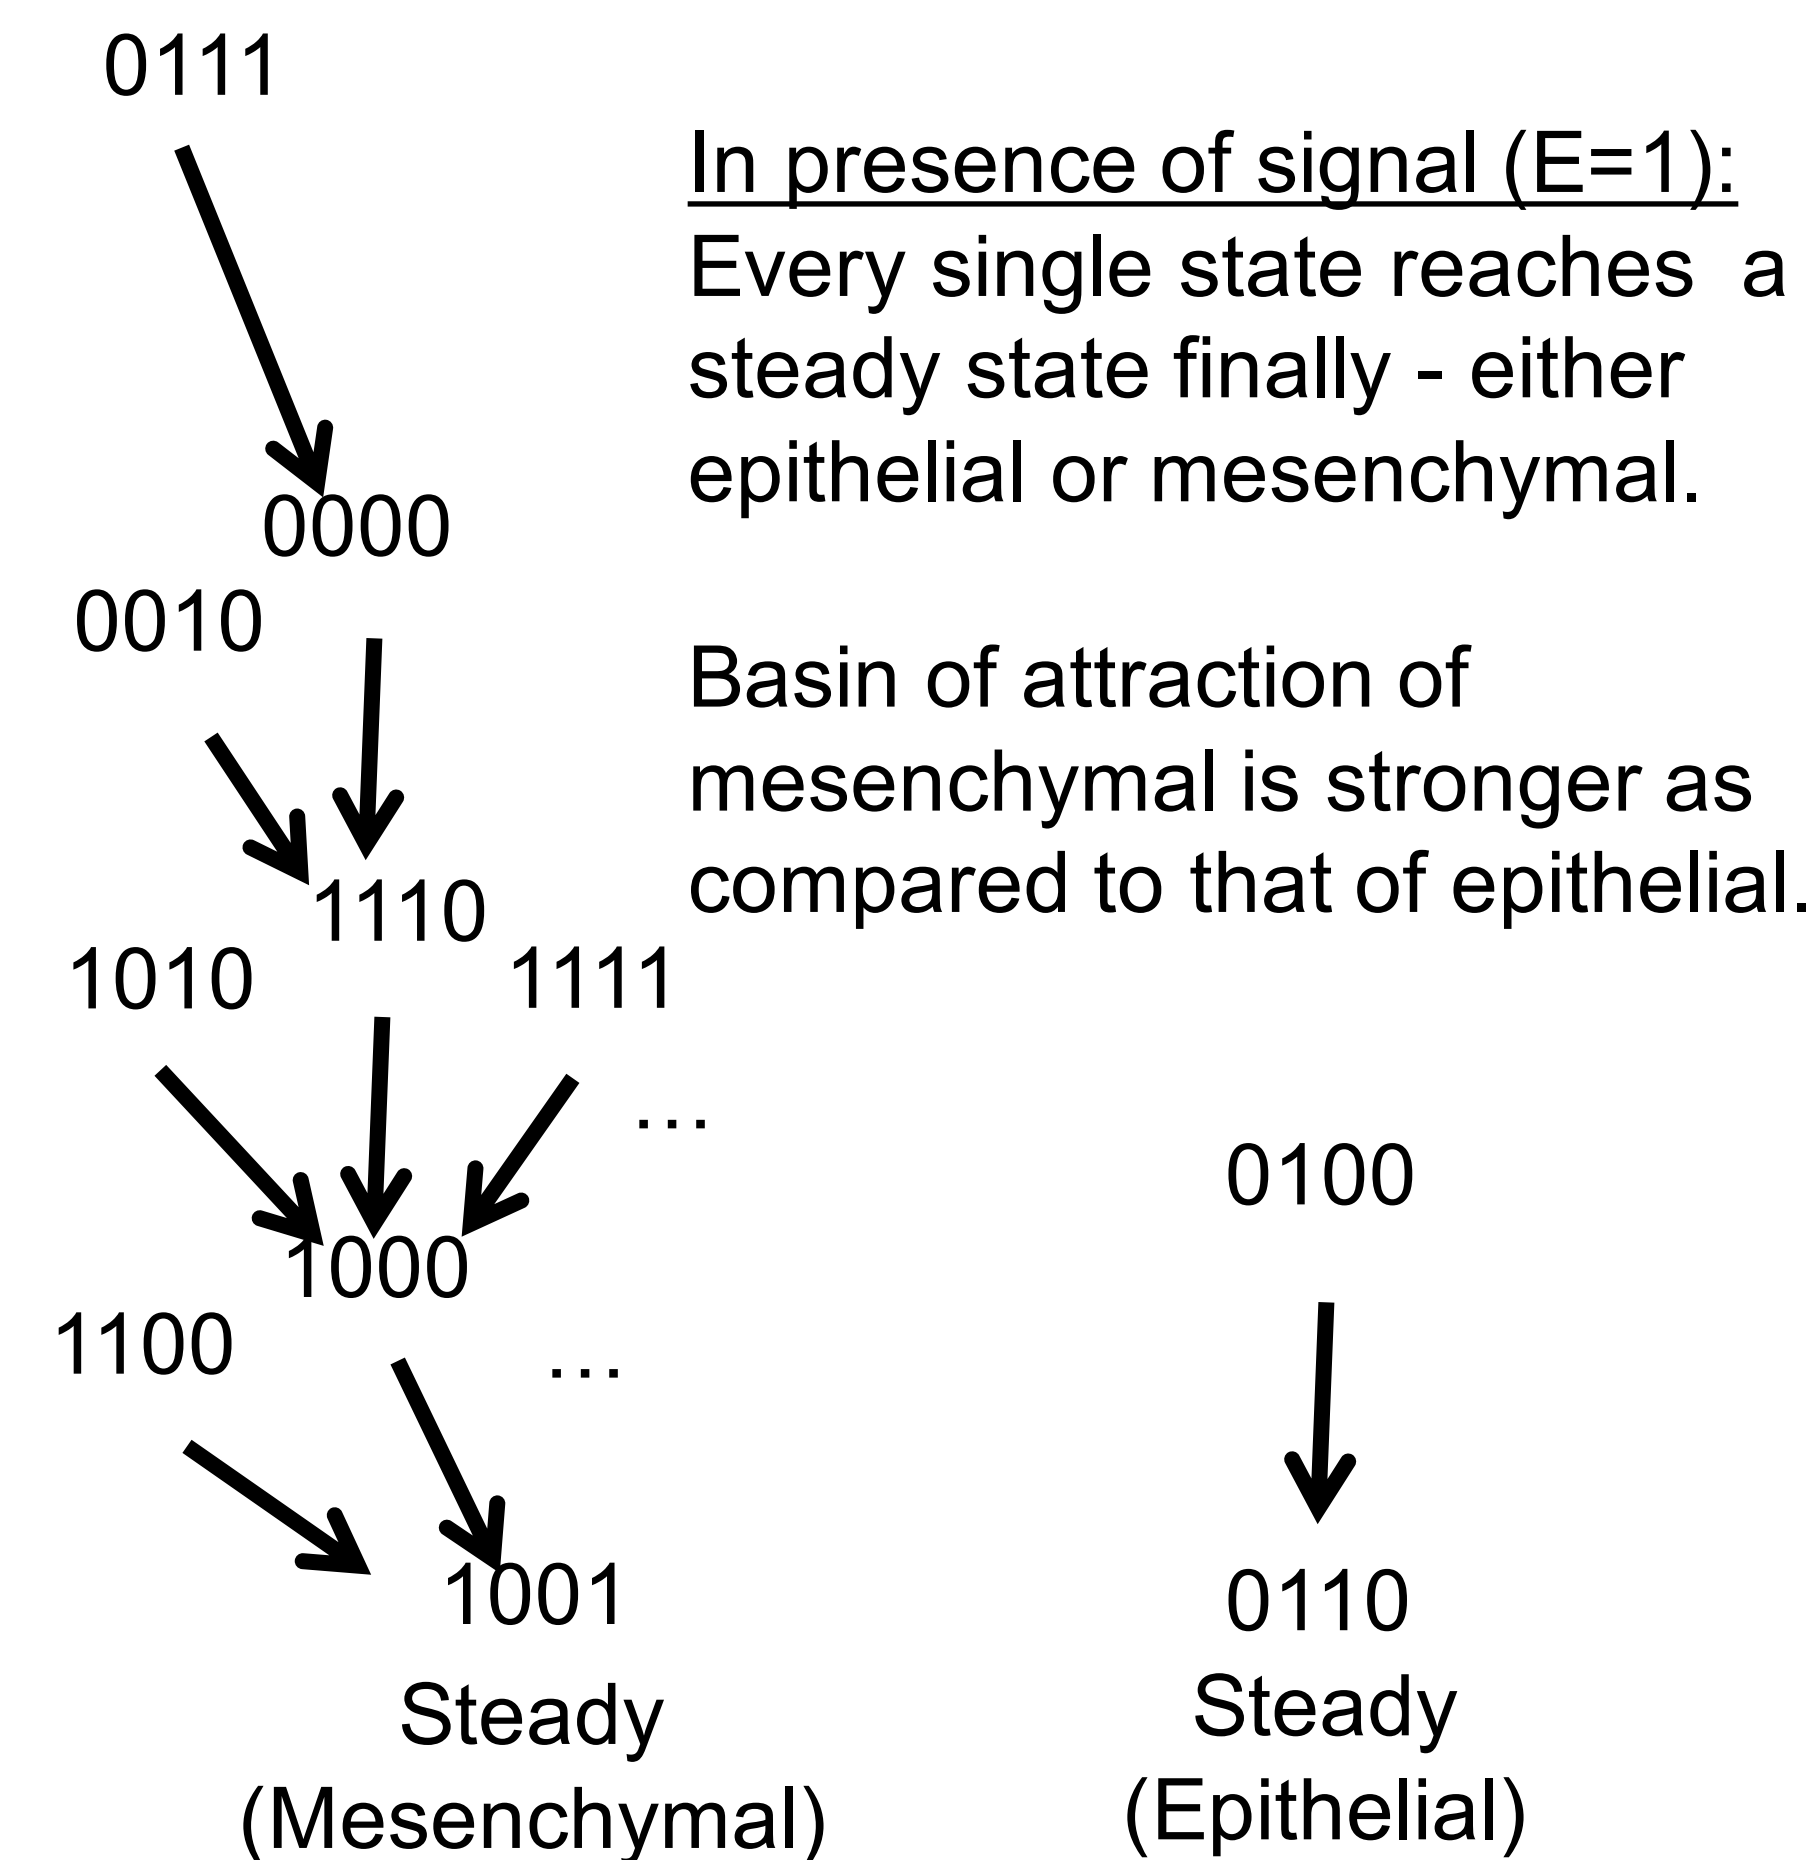 0111
In presence of signal (E=1):
Every single state reaches  a
steady state finally - either
epithelial or mesenchymal.
0000
0010
Basin of attraction of
mesenchymal is stronger as
compared to that of epithelial.
1110
1010
1111
…
1000
1100
…
1001
Steady
(Mesenchymal)
0100
0110
Steady
(Epithelial)